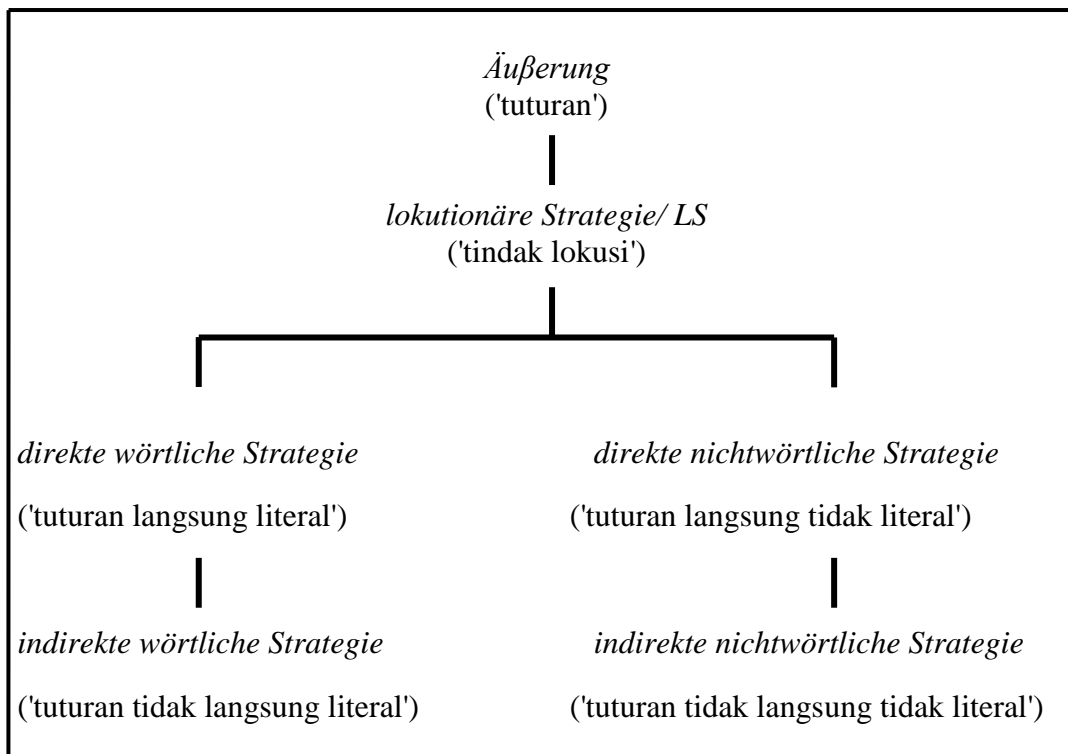 Äuβerung
('tuturan')
lokutionäre Strategie/ LS
('tindak lokusi')
direkte wörtliche Strategie
('tuturan langsung literal')
direkte nichtwörtliche Strategie
('tuturan langsung tidak literal')
indirekte wörtliche Strategie
('tuturan tidak langsung literal')
indirekte nichtwörtliche Strategie
('tuturan tidak langsung tidak literal')